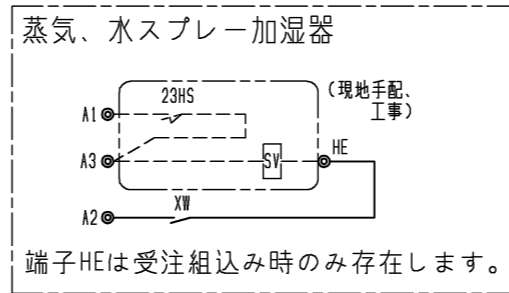 蒸気、水スプレー加湿器
23HS
(現地手配、
工事)
A1
A3
SV
HE
A2
XW
端子HEは受注組込み時のみ存在します。